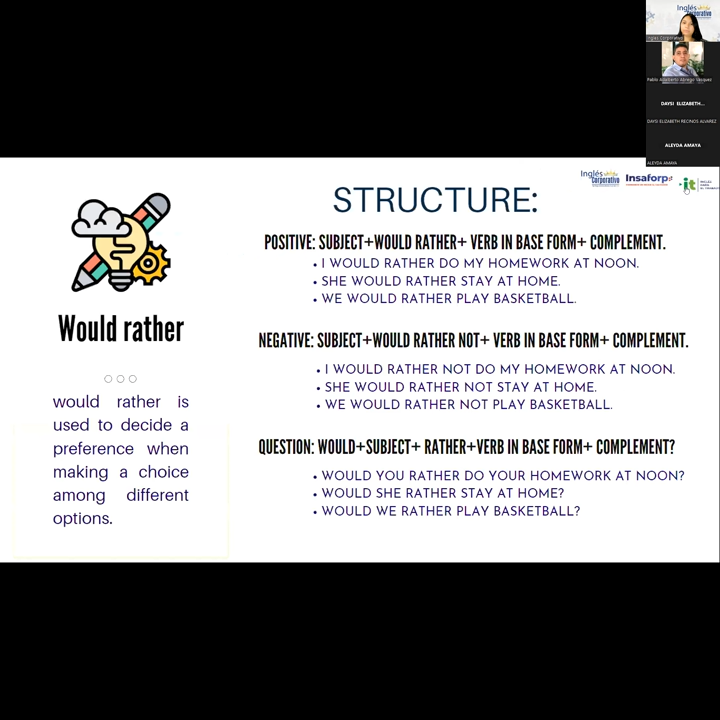 Inglés
Corporativo
Inglés Corporativo
Pablo Adalberto Abrego Vasquez
DAYSI ELIZABETH...
DAYSI ELIZABETH RECINOS ALVAREZ
ALEYDA AMAYA
ALEYDA AMAYA
Inglés
Corporativo
Insaforp
it
STRUCTURE:
POSITIVE: SUBJECT+WOULD RATHER+ VERB IN BASE FORM+ COMPLEMENT.
• I WOULD RATHER DO MY HOMEWORK AT NOON.
• SHE WOULD RATHER STAY AT HOME.
• WE WOULD RATHER PLAY BASKETBALL.
Would rather
NEGATIVE: SUBJECT+WOULD RATHER NOT+ VERB IN BASE FORM+ COMPLEMENT.
• I WOULD RATHER NOT DO MY HOMEWORK AT NOON.
• SHE WOULD RATHER NOT STAY AT HOME.
• WE WOULD RATHER NOT PLAY BASKETBALL.
would rather is
used to decide a
preference when
making a choice
among different
options.
QUESTION: WOULD+SUBJECT+ RATHER+VERB IN BASE FORM+ COMPLEMENT?
• WOULD YOU RATHER DO YOUR HOMEWORK AT NOON?
• WOULD SHE RATHER STAY AT HOME?
• WOULD WE RATHER PLAY BASKETBALL?